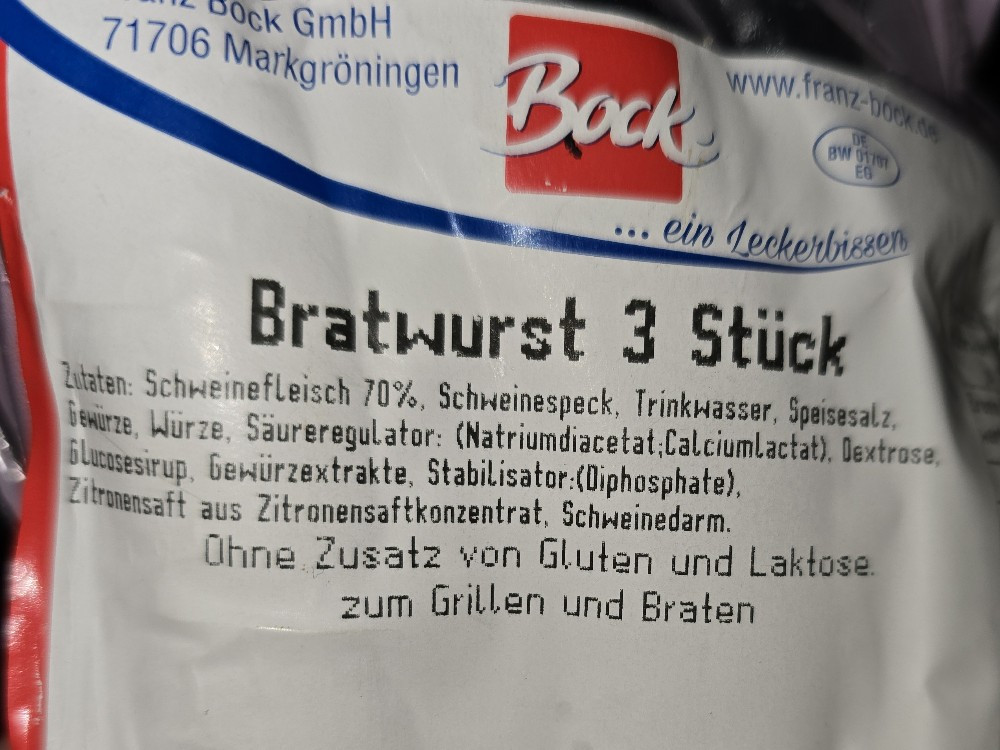 Bock GmbH
71706 Markgröningen
Bock
www.franz-bock.de
DE
BW
EG
... ein Leckerbissen
Bratwurst 3 Stück
Zutaten: Schweinefleisch 70%, Schweinespeck, Trinkwasser, Speisesalz,
Gewürze, Würze, Säureregulator: (Natriumdiacetat;Calciumlactat), Dextrose,
Glucosesirup, Gewürzextrakte, Stabilisator:(Diphosphate),
Zitronensaft aus Zitronensaftkonzentrat, Schweinedarm.
Ohne Zusatz von Gluten und Laktose.
zum Grillen und Braten